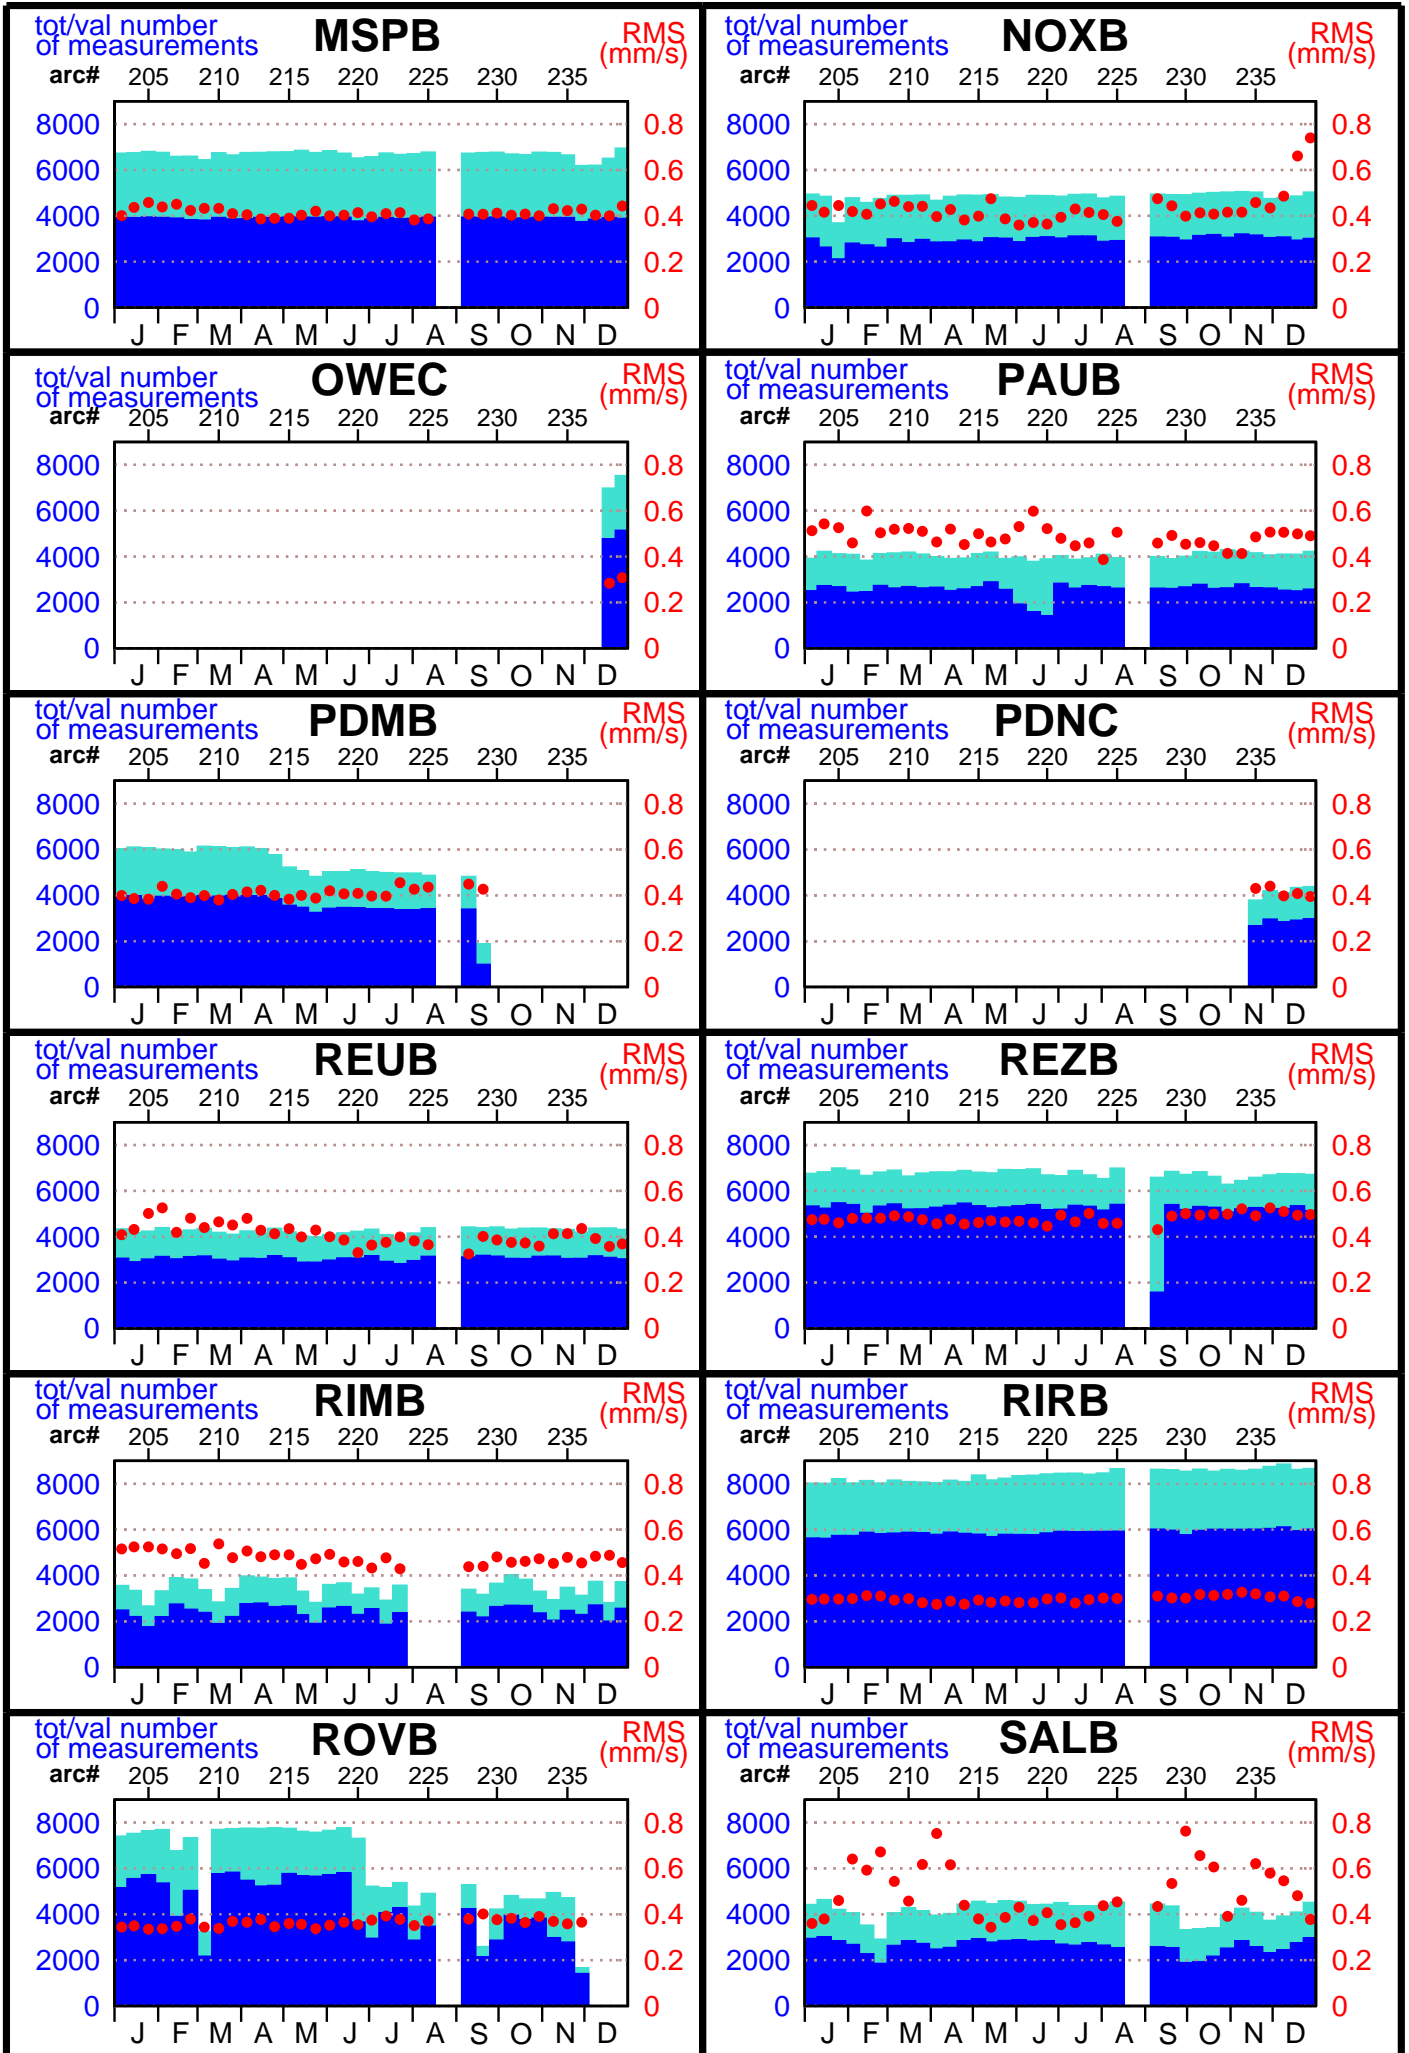 tot/val number
of measurements
MSPB
RMS
(mm/s)
arc# 205 210 215 220 225 230 235
8000 0.8
6000 0.6
4000 0.4
2000 0.2
0 0
J F M A M J J A S O N D
tot/val number
of measurements
NOXB
RMS
(mm/s)
arc# 205 210 215 220 225 230 235
8000 0.8
6000 0.6
4000 0.4
2000 0.2
0 0
J F M A M J J A S O N D
tot/val number
of measurements
OWEC
RMS
(mm/s)
arc# 205 210 215 220 225 230 235
8000 0.8
6000 0.6
4000 0.4
2000 0.2
0 0
J F M A M J J A S O N D
tot/val number
of measurements
PAUB
RMS
(mm/s)
arc# 205 210 215 220 225 230 235
8000 0.8
6000 0.6
4000 0.4
2000 0.2
0 0
J F M A M J J A S O N D
tot/val number
of measurements
PDMB
RMS
(mm/s)
arc# 205 210 215 220 225 230 235
8000 0.8
6000 0.6
4000 0.4
2000 0.2
0 0
J F M A M J J A S O N D
tot/val number
of measurements
PDNC
RMS
(mm/s)
arc# 205 210 215 220 225 230 235
8000 0.8
6000 0.6
4000 0.4
2000 0.2
0 0
J F M A M J J A S O N D
tot/val number
of measurements
REUB
RMS
(mm/s)
arc# 205 210 215 220 225 230 235
8000 0.8
6000 0.6
4000 0.4
2000 0.2
0 0
J F M A M J J A S O N D
tot/val number
of measurements
REZB
RMS
(mm/s)
arc# 205 210 215 220 225 230 235
8000 0.8
6000 0.6
4000 0.4
2000 0.2
0 0
J F M A M J J A S O N D
tot/val number
of measurements
RIMB
RMS
(mm/s)
arc# 205 210 215 220 225 230 235
8000 0.8
6000 0.6
4000 0.4
2000 0.2
0 0
J F M A M J J A S O N D
tot/val number
of measurements
RIRB
RMS
(mm/s)
arc# 205 210 215 220 225 230 235
8000 0.8
6000 0.6
4000 0.4
2000 0.2
0 0
J F M A M J J A S O N D
tot/val number
of measurements
ROVB
RMS
(mm/s)
arc# 205 210 215 220 225 230 235
8000 0.8
6000 0.6
4000 0.4
2000 0.2
0 0
J F M A M J J A S O N D
tot/val number
of measurements
SALB
RMS
(mm/s)
arc# 205 210 215 220 225 230 235
8000 0.8
6000 0.6
4000 0.4
2000 0.2
0 0
J F M A M J J A S O N D